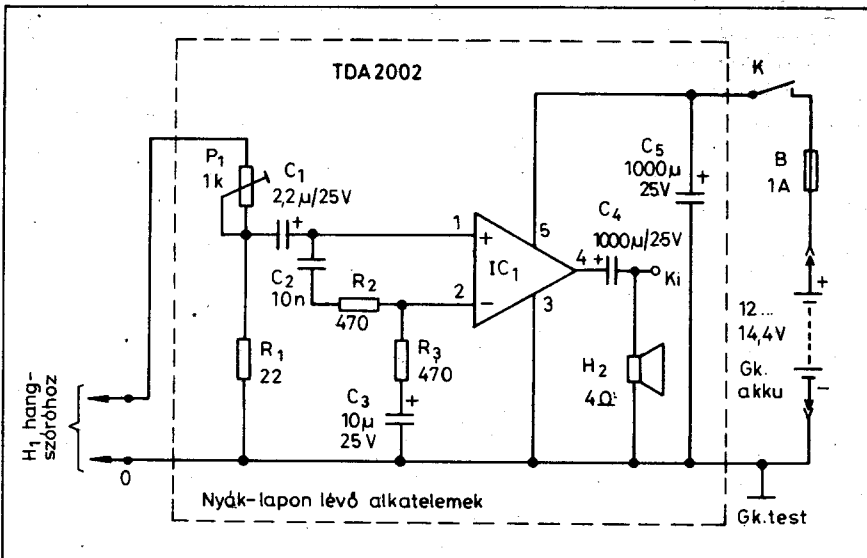 TDA2002
K
P1
1k
C1
2,2µ/25V
C5
1000µ
25V
B
1A
C4
1000µ/25V
1
+
5
IC1
4
+
Ki
C2
10n
R2
470
2
−
3
+
12...
14,4V
Gk.
akku
−
R1
22
R3
470
C3
10µ
25V
H2
4Ω
H1 hang-
szóróhoz
0
Nyák-lapon lévő alkatelemek
Gk.test